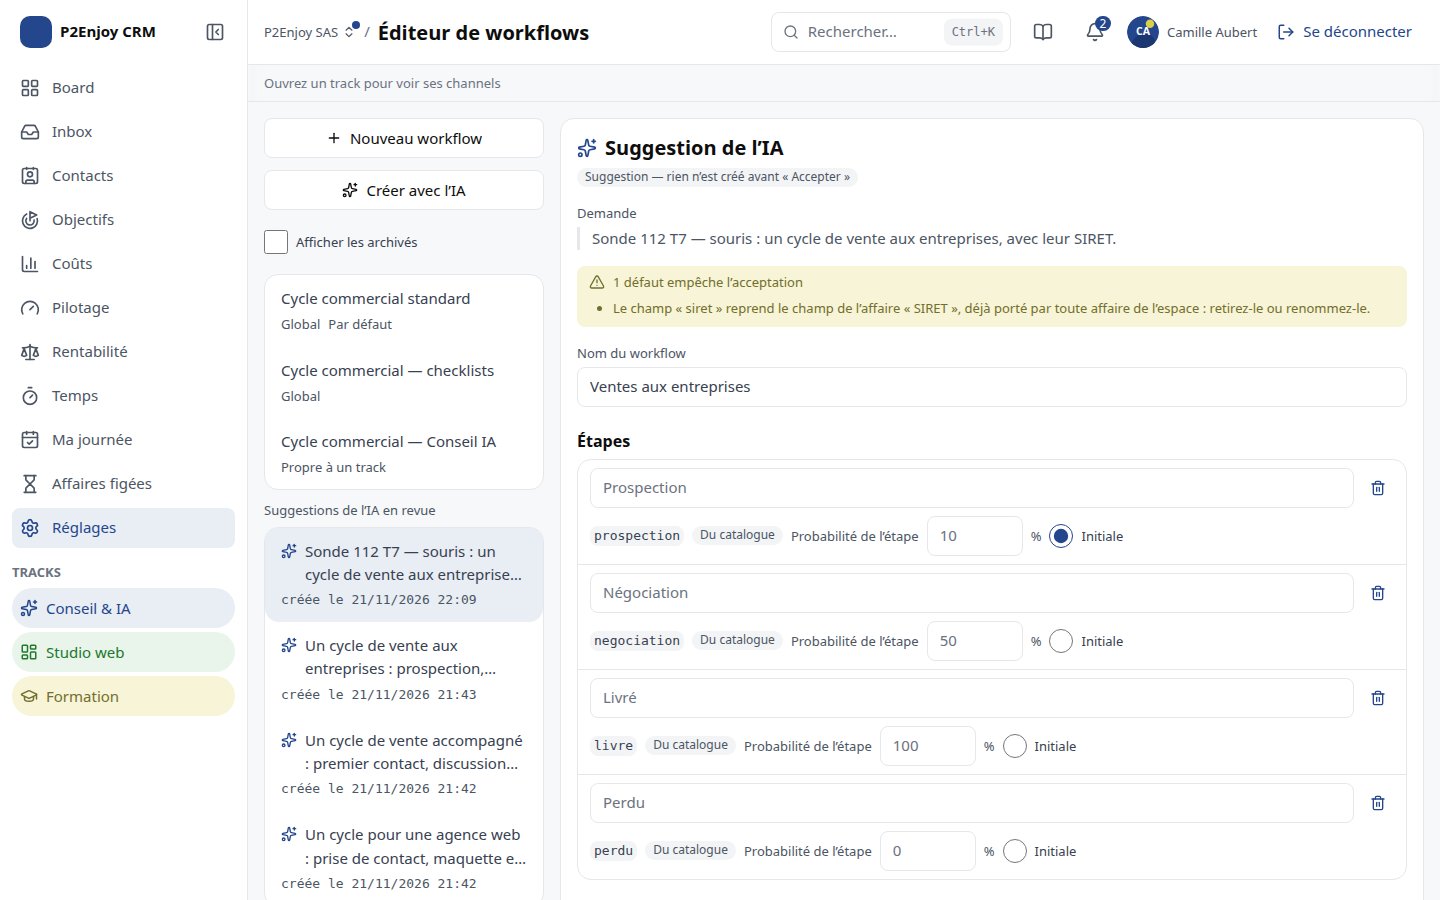 P2Enjoy CRM
P2Enjoy SAS / Éditeur de workflows
Rechercher... Ctrl+K
2
CA Camille Aubert
Se déconnecter
Board
Inbox
Contacts
Objectifs
Coûts
Pilotage
Rentabilité
Temps
Ma journée
Affaires figées
Réglages
TRACKS
Conseil & IA
Studio web
Formation
Ouvrez un track pour voir ses channels
Nouveau workflow
Créer avec l’IA
Afficher les archivés
Cycle commercial standard
Global Par défaut
Cycle commercial — checklists
Global
Cycle commercial — Conseil IA
Propre à un track
Suggestions de l’IA en revue
Sonde 112 T7 — souris : un
cycle de vente aux entreprise...
créée le 21/11/2026 22:09
Un cycle de vente aux
entreprises : prospection,...
créée le 21/11/2026 21:43
Un cycle de vente accompagné
: premier contact, discussion...
créée le 21/11/2026 21:42
Un cycle pour une agence web
: prise de contact, maquette e...
créée le 21/11/2026 21:42
Suggestion de l’IA
Suggestion — rien n’est créé avant « Accepter »
Demande
Sonde 112 T7 — souris : un cycle de vente aux entreprises, avec leur SIRET.
1 défaut empêche l’acceptation
Le champ « siret » reprend le champ de l’affaire « SIRET », déjà porté par toute affaire de l’espace : retirez-le ou renommez-le.
Nom du workflow
Ventes aux entreprises
Étapes
Prospection
prospection Du catalogue Probabilité de l’étape 10 % Initiale
Négociation
negociation Du catalogue Probabilité de l’étape 50 % Initiale
Livré
livre Du catalogue Probabilité de l’étape 100 % Initiale
Perdu
perdu Du catalogue Probabilité de l’étape 0 % Initiale